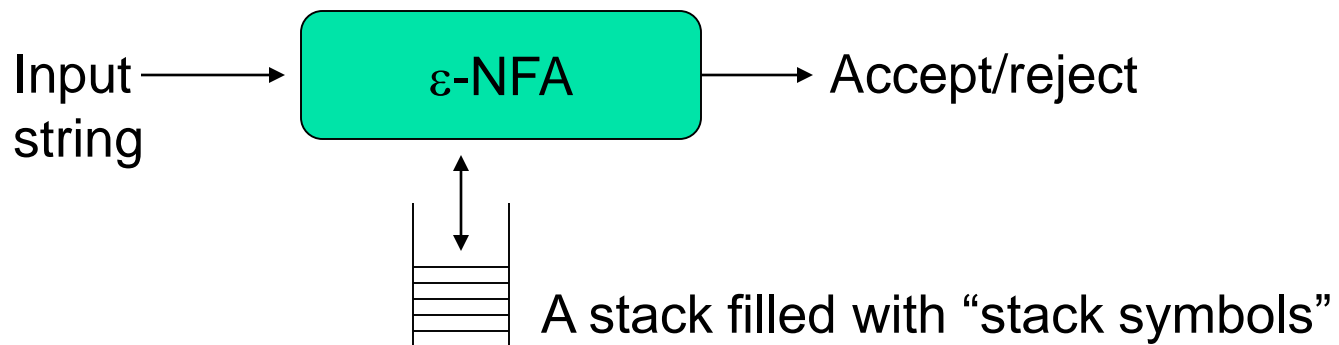 Input
string
ε-NFA
Accept/reject
A stack filled with “stack symbols”